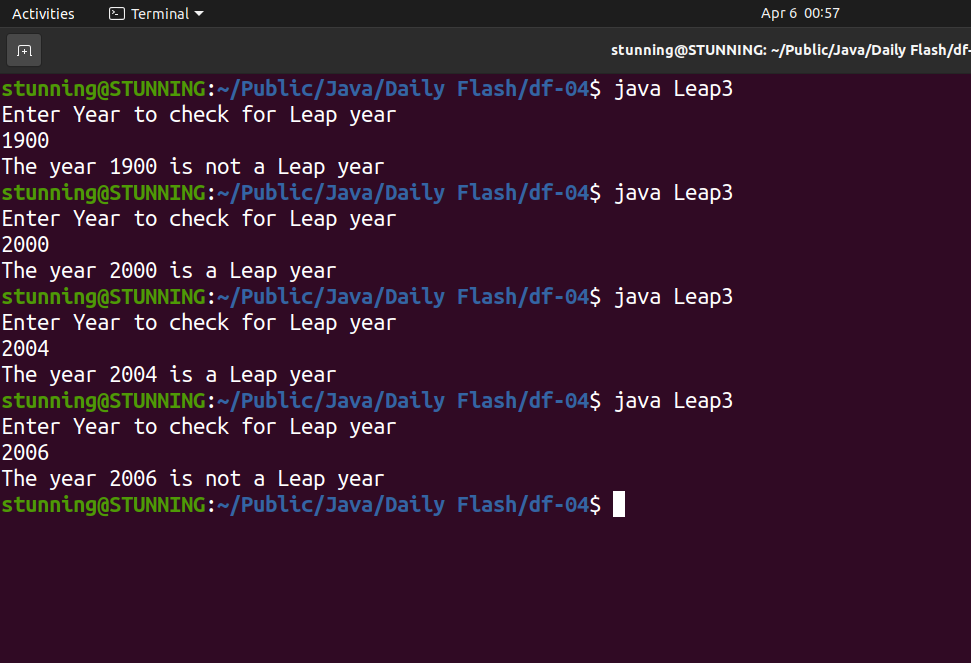 Activities Terminal Apr 6 00:57
stunning@STUNNING: ~/Public/Java/Daily Flash/df-
stunning@STUNNING:~/Public/Java/Daily Flash/df-04$ java Leap3
Enter Year to check for Leap year
1900
The year 1900 is not a Leap year
stunning@STUNNING:~/Public/Java/Daily Flash/df-04$ java Leap3
Enter Year to check for Leap year
2000
The year 2000 is a Leap year
stunning@STUNNING:~/Public/Java/Daily Flash/df-04$ java Leap3
Enter Year to check for Leap year
2004
The year 2004 is a Leap year
stunning@STUNNING:~/Public/Java/Daily Flash/df-04$ java Leap3
Enter Year to check for Leap year
2006
The year 2006 is not a Leap year
stunning@STUNNING:~/Public/Java/Daily Flash/df-04$